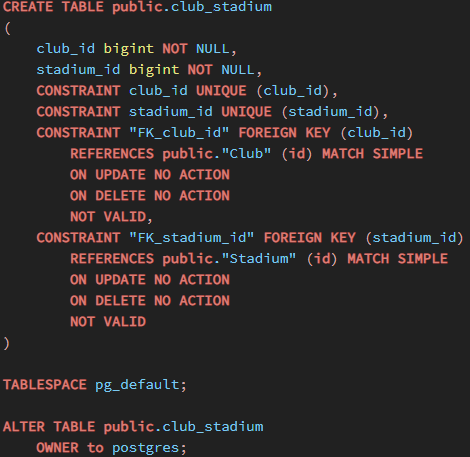 CREATE TABLE public.club_stadium
(
    club_id bigint NOT NULL,
    stadium_id bigint NOT NULL,
    CONSTRAINT club_id UNIQUE (club_id),
    CONSTRAINT stadium_id UNIQUE (stadium_id),
    CONSTRAINT "FK_club_id" FOREIGN KEY (club_id)
        REFERENCES public."Club" (id) MATCH SIMPLE
        ON UPDATE NO ACTION
        ON DELETE NO ACTION
        NOT VALID,
    CONSTRAINT "FK_stadium_id" FOREIGN KEY (stadium_id)
        REFERENCES public."Stadium" (id) MATCH SIMPLE
        ON UPDATE NO ACTION
        ON DELETE NO ACTION
        NOT VALID
)

TABLESPACE pg_default;

ALTER TABLE public.club_stadium
    OWNER to postgres;